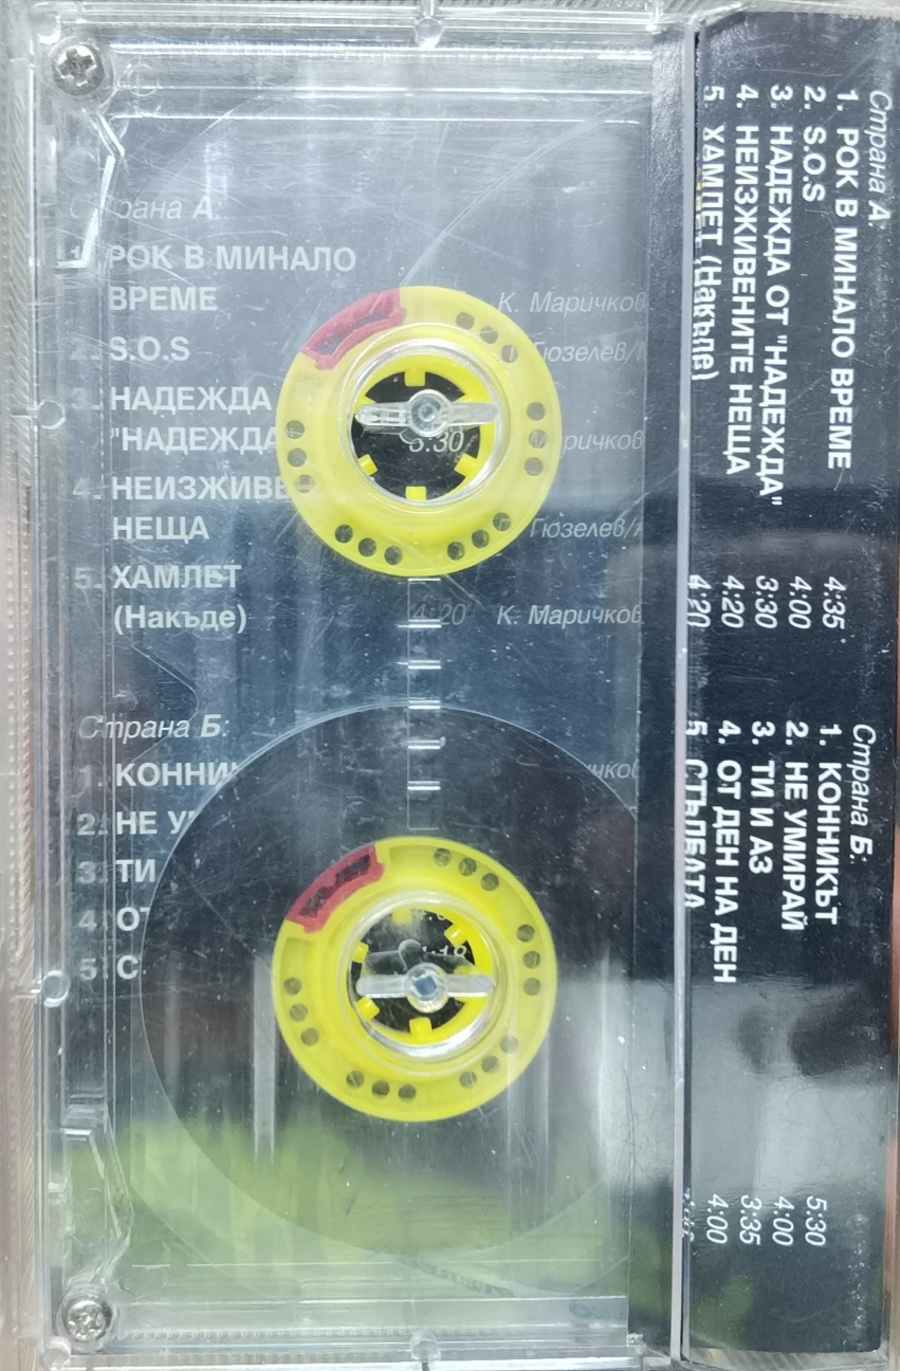 Страна А:
1. РОК В МИНАЛО
ВРЕМЕ
К. Маричков
2. S.O.S
Гюзелев/
3. НАДЕЖДА
"НАДЕЖДА
3:30
Маричков
4. НЕИЗЖИВЕ
НЕЩА
Гюзелев/
5. ХАМЛЕТ
(Накъде)
4:20 К. Маричков
Страна Б:
1. КОННИ
2. НЕ У
3. ТИ
4. ОТ
5. С
Страна А:
1. РОК В МИНАЛО ВРЕМЕ 4:35
2. S.O.S 4:00
3. НАДЕЖДА ОТ "НАДЕЖДА" 3:30
4. НЕИЗЖИВЕНИТЕ НЕЩА 4:20
5. ХАМЛЕТ (Накъде) 4:20
Страна Б:
1. КОННИКЪТ 5:30
2. НЕ УМИРАЙ 4:00
3. ТИ И АЗ 3:35
4. ОТ ДЕН НА ДЕН 4:00
5. СТЪЛБАТА